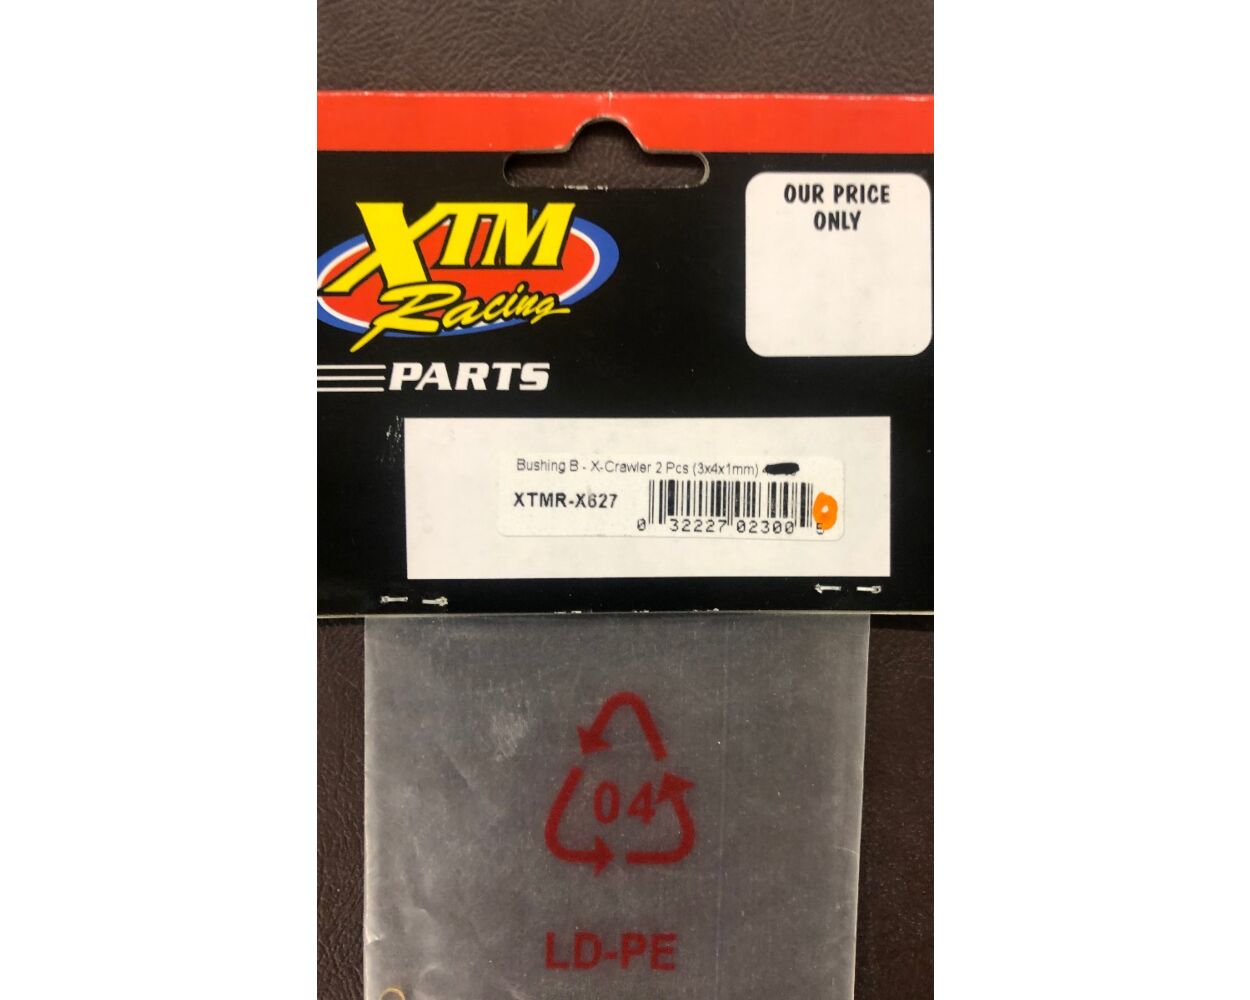 OUR PRICE
ONLY
XTM
Racing
PARTS
Bushing B - X-Crawler 2 Pcs (3x4x1mm)
XTMR-X627
0 32227 02300 5
04
LD-PE